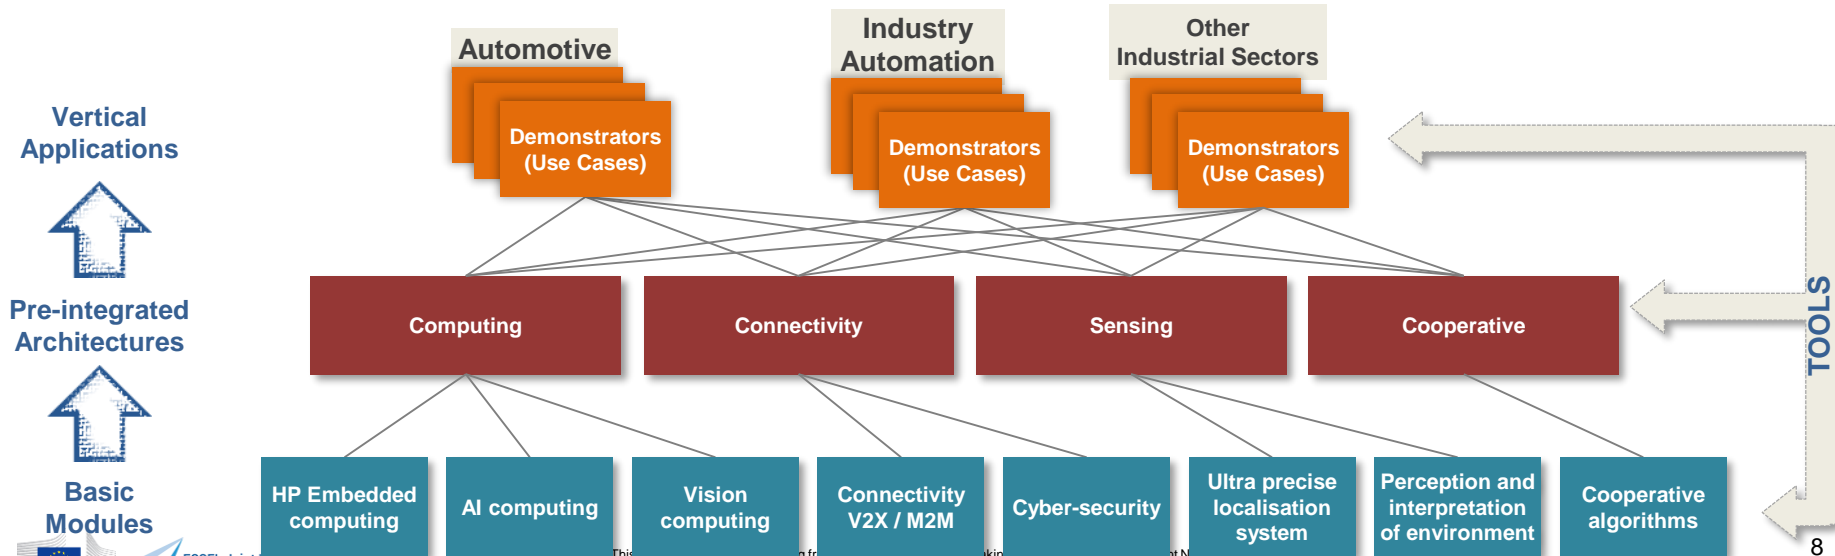 Automotive
Industry
Automation
Other
Industrial Sectors
Vertical
Applications
Demonstrators
(Use Cases)
Demonstrators
(Use Cases)
Demonstrators
(Use Cases)
Pre-integrated
Architectures
Computing
Connectivity
Sensing
Cooperative
TOOLS
Basic
Modules
HP Embedded
computing
AI computing
Vision
computing
Connectivity
V2X / M2M
Cyber-security
Ultra precise
localisation
system
Perception and
interpretation
of environment
Cooperative
algorithms
This
8